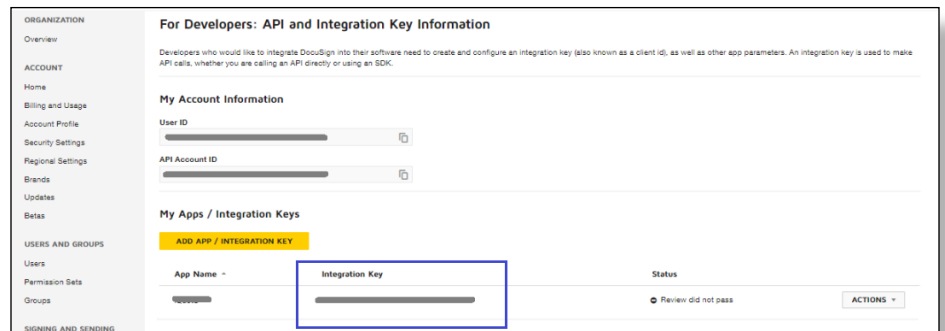 ORGANIZATION
Overview
ACCOUNT
Home
Billing and Usage
Account Profile
Security Settings
Regional Settings
Brands
Updates
Betas
USERS AND GROUPS
Users
Permission Sets
Groups
SIGNING AND SENDING
For Developers: API and Integration Key Information
Developers who would like to integrate DocuSign into their software need to create and configure an integration key (also known as a client id), as well as other app parameters. An integration key is used to make
API calls, whether you are calling an API directly or using an SDK.
My Account Information
User ID
API Account ID
My Apps / Integration Keys
ADD APP / INTEGRATION KEY
App Name Integration Key Status
Review did not pass ACTIONS